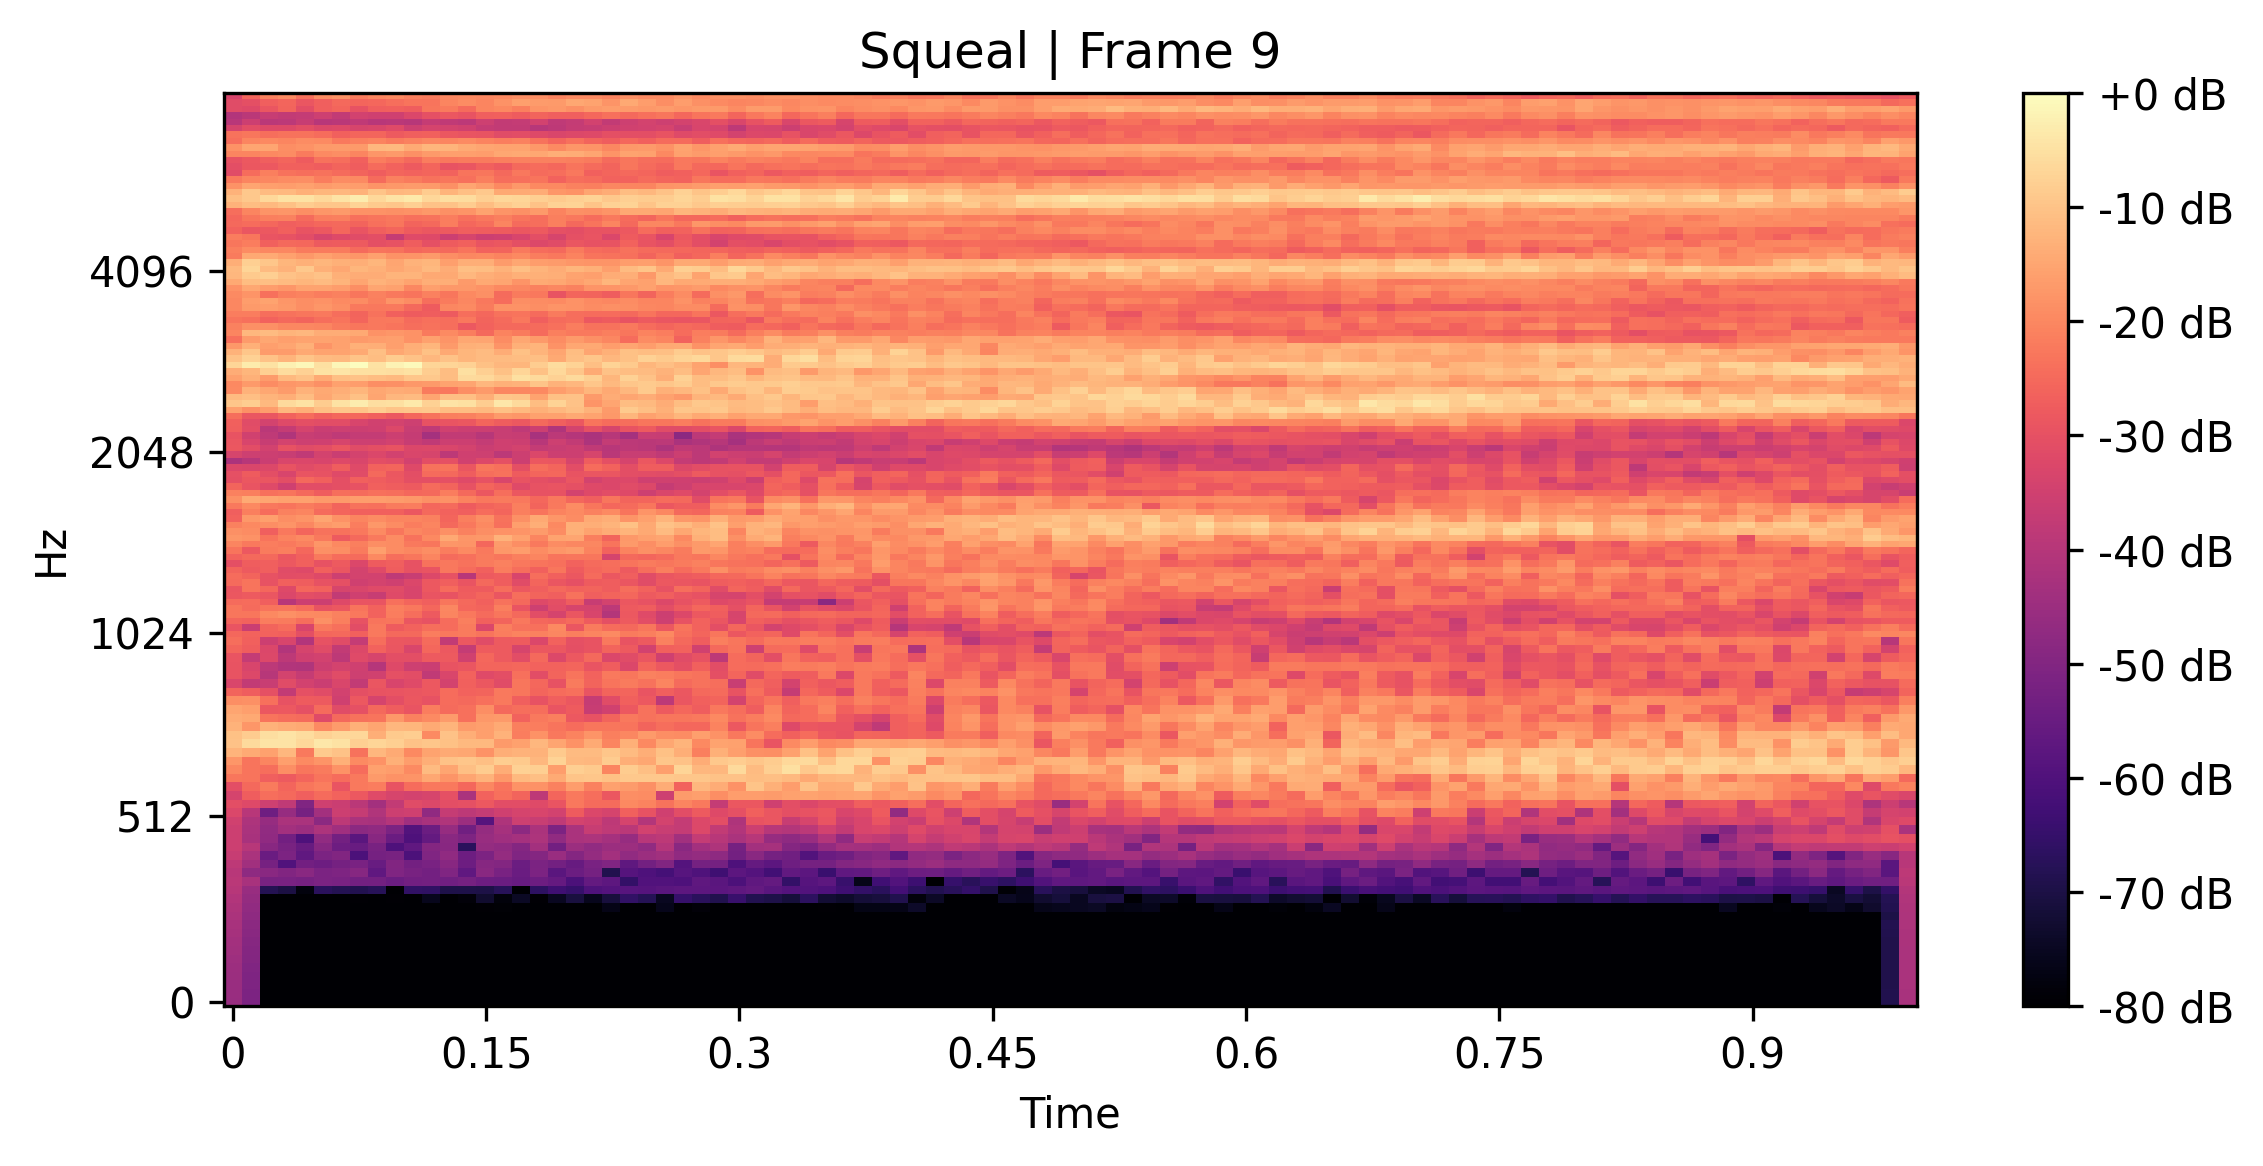 Squeal | Frame 9
Hz
4096
2048
1024
512
0
0 0.15 0.3 0.45 0.6 0.75 0.9
Time
+0 dB
-10 dB
-20 dB
-30 dB
-40 dB
-50 dB
-60 dB
-70 dB
-80 dB